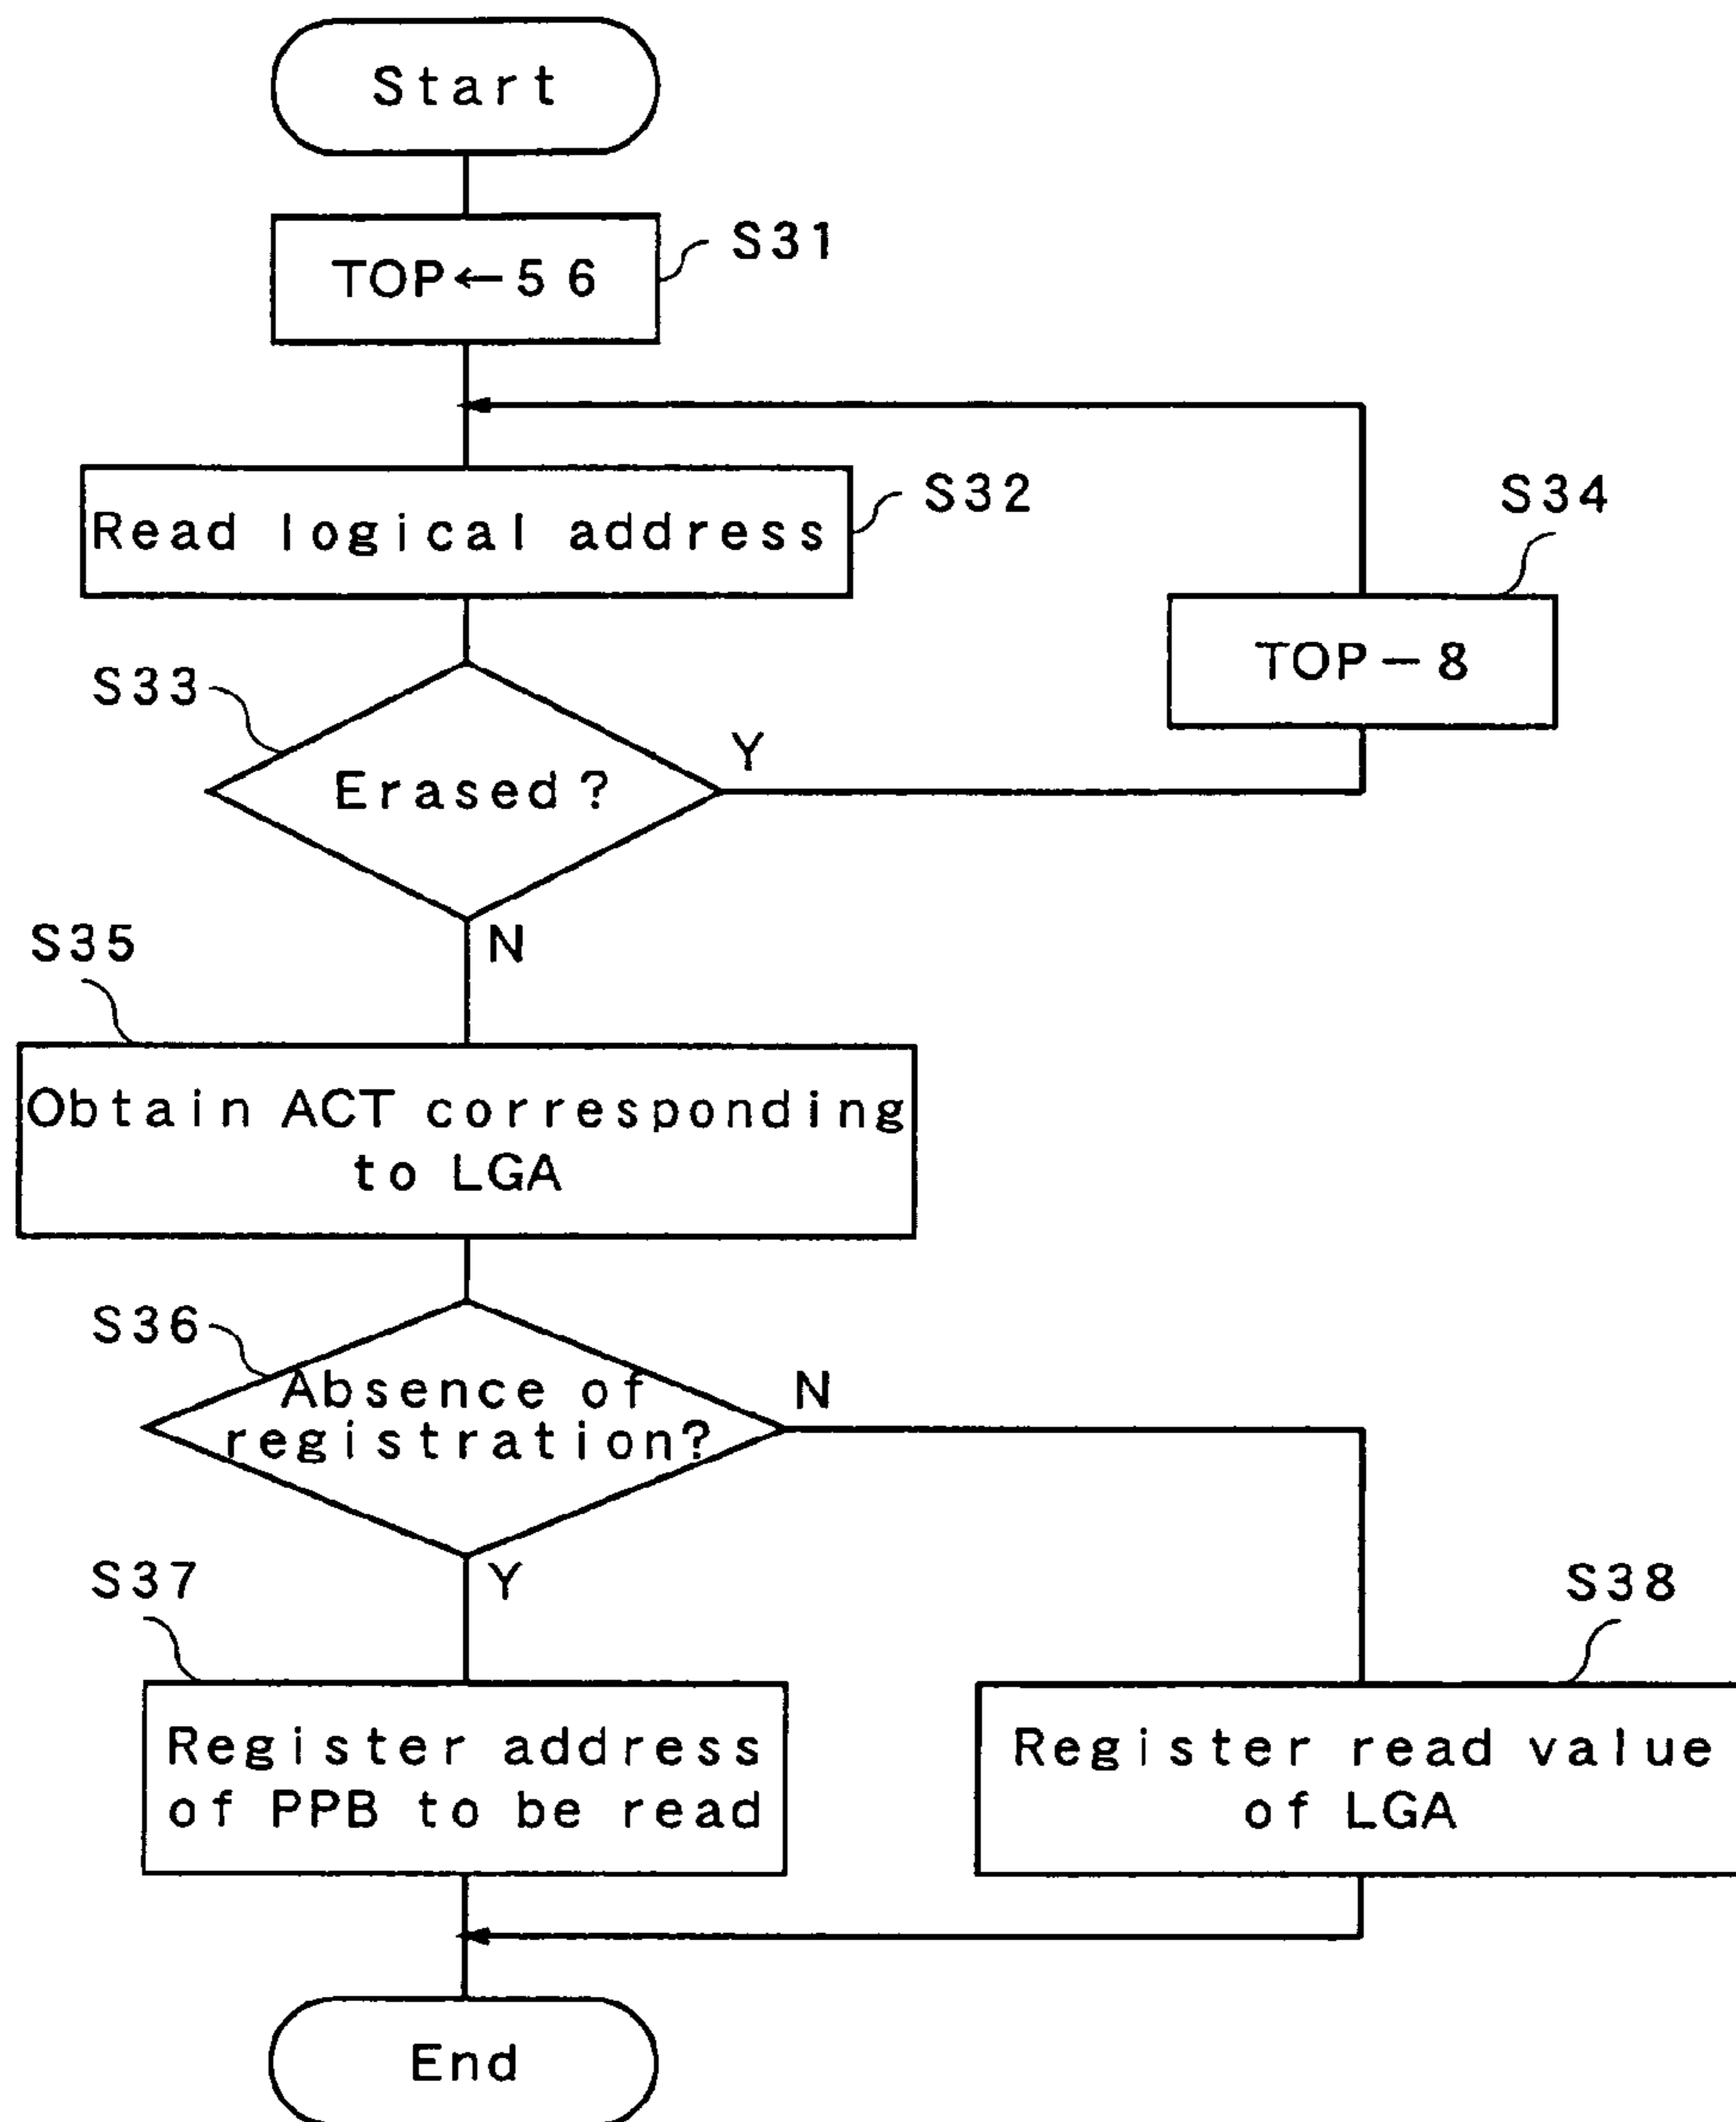 Start
TOP←56
S31
Read logical address
S32
S34
TOP-8
S33
Erased?
Y
N
S35
Obtain ACT corresponding
to LGA
S36
Absence of
registration?
N
Y
S37
Register address
of PPB to be read
S38
Register read value
of LGA
End